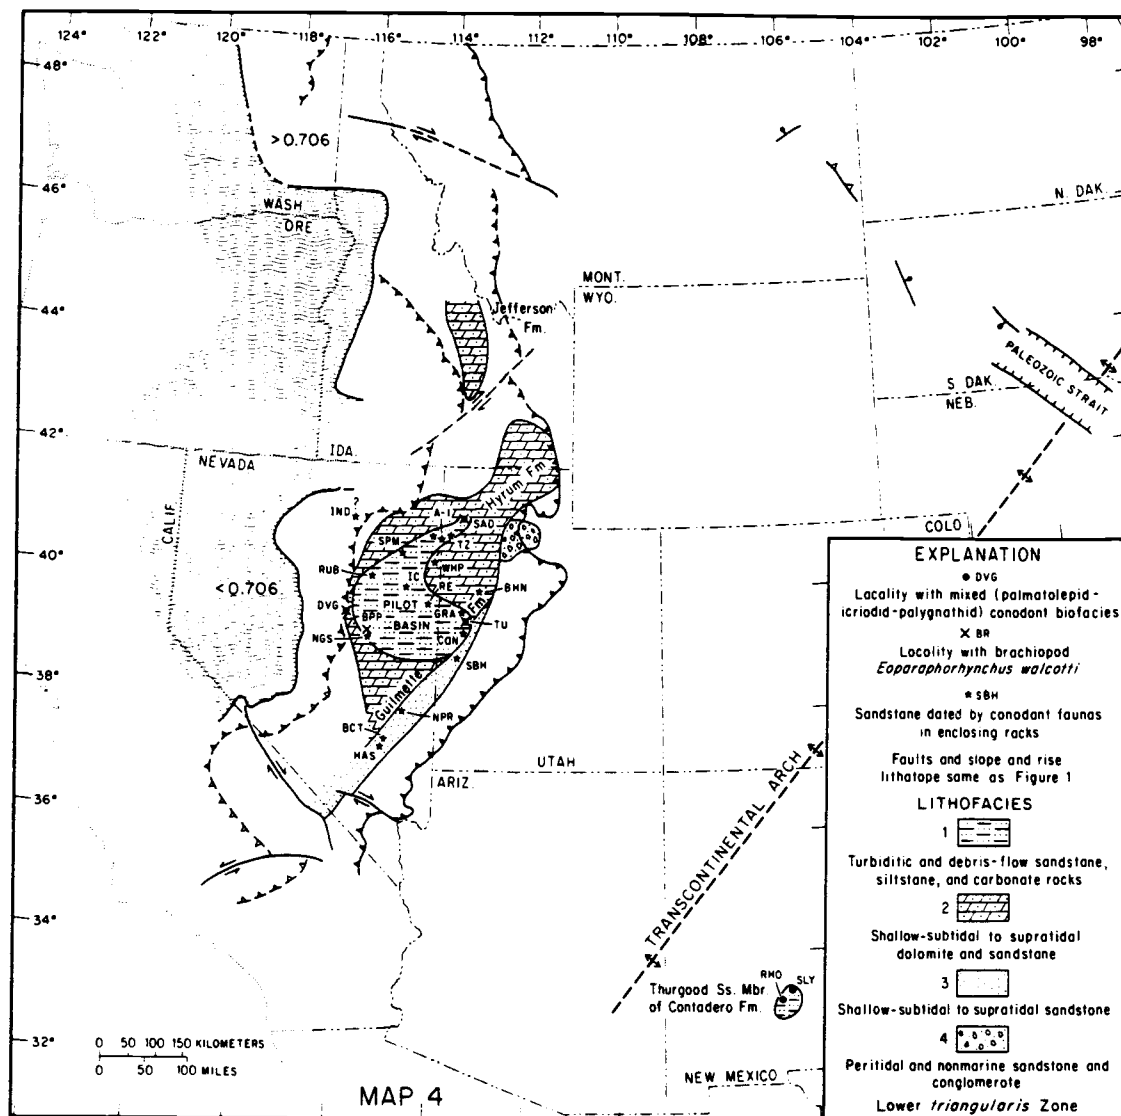 124° 122° 120° 118° 116° 114° 112° 110° 108° 106° 104° 102° 100° 98°
48°
>0.706
46°
WASH
ORE
N. DAK.
MONT.
WYO.
44°
Jefferson
Fm.
PALEOZOIC STRAIT
S DAK
NEB.
42°
IDA.
NEVADA
CALIF
Hyrum Fm
IND ?
A-I
SAD
COLO
SPM
TZ
40°
RUB
IC
WHP
<0.706
RE
BHN
DVG
PILOT
GRA
Fm
BPP
BASIN
TU
NGS
CON
SBH
38°
Guilmette
NPR
BCT
HAS
UTAH
ARIZ.
36°
TRANSCONTINENTAL ARCH
34°
RHO
SLY
Thurgood Ss. Mbr.
of Contadero Fm.
32°
0 50 100 150 KILOMETERS
0 50 100 MILES
NEW MEXICO
MAP 4
EXPLANATION
DVG
Locality with mixed (palmatolepid-
icriodid-polygnathid) conodont biofacies
BR
Locality with brachiopod
Eoparaphorhynchus walcotti
SBH
Sandstone dated by conodont faunas
in enclosing rocks
Faults and slope and rise
lithotope same as Figure 1
LITHOFACIES
1
Turbiditic and debris-flow sandstone,
siltstone, and carbonate rocks
2
Shallow-subtidal to supratidal
dolomite and sandstone
3
Shallow-subtidal to supratidal sandstone
4
Peritidal and nonmarine sandstone and
conglomerate
Lower triangularis Zone